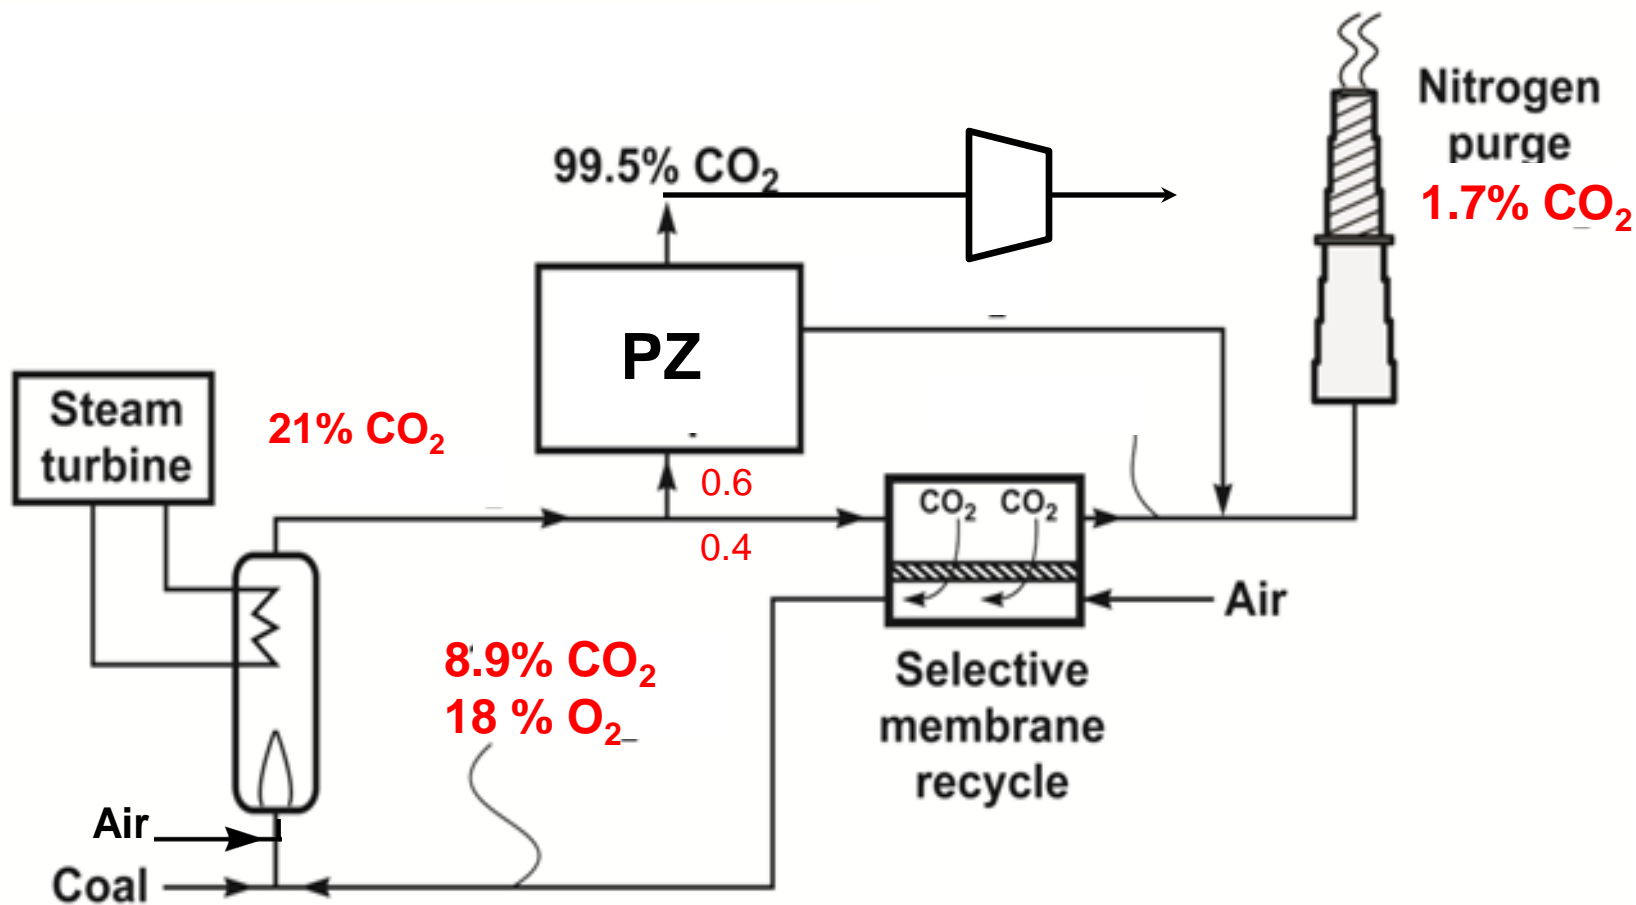 Nitrogen
purge
1.7% CO₂
99.5% CO₂
PZ
Steam
turbine
21% CO₂
0.6
0.4
CO₂ CO₂
Air
8.9% CO₂
18 % O₂
Selective
membrane
recycle
Air
Coal